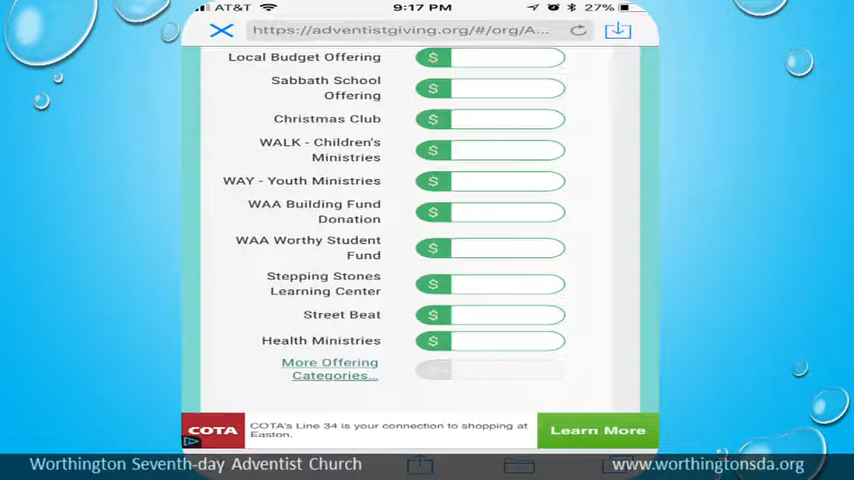 AT&T
9:17 PM
27%
https://adventistgiving.org/#/org/A...
Local Budget Offering
$
Sabbath School
Offering
$
Christmas Club
$
WALK - Children's
Ministries
$
WAY - Youth Ministries
$
WAA Building Fund
Donation
$
WAA Worthy Student
Fund
$
Stepping Stones
Learning Center
$
Street Beat
$
Health Ministries
$
More Offering
Categories...
$
COTA
COTA's Line 34 is your connection to shopping at
Easton.
Learn More
Worthington Seventh-day Adventist Church
www.worthingtonsda.org